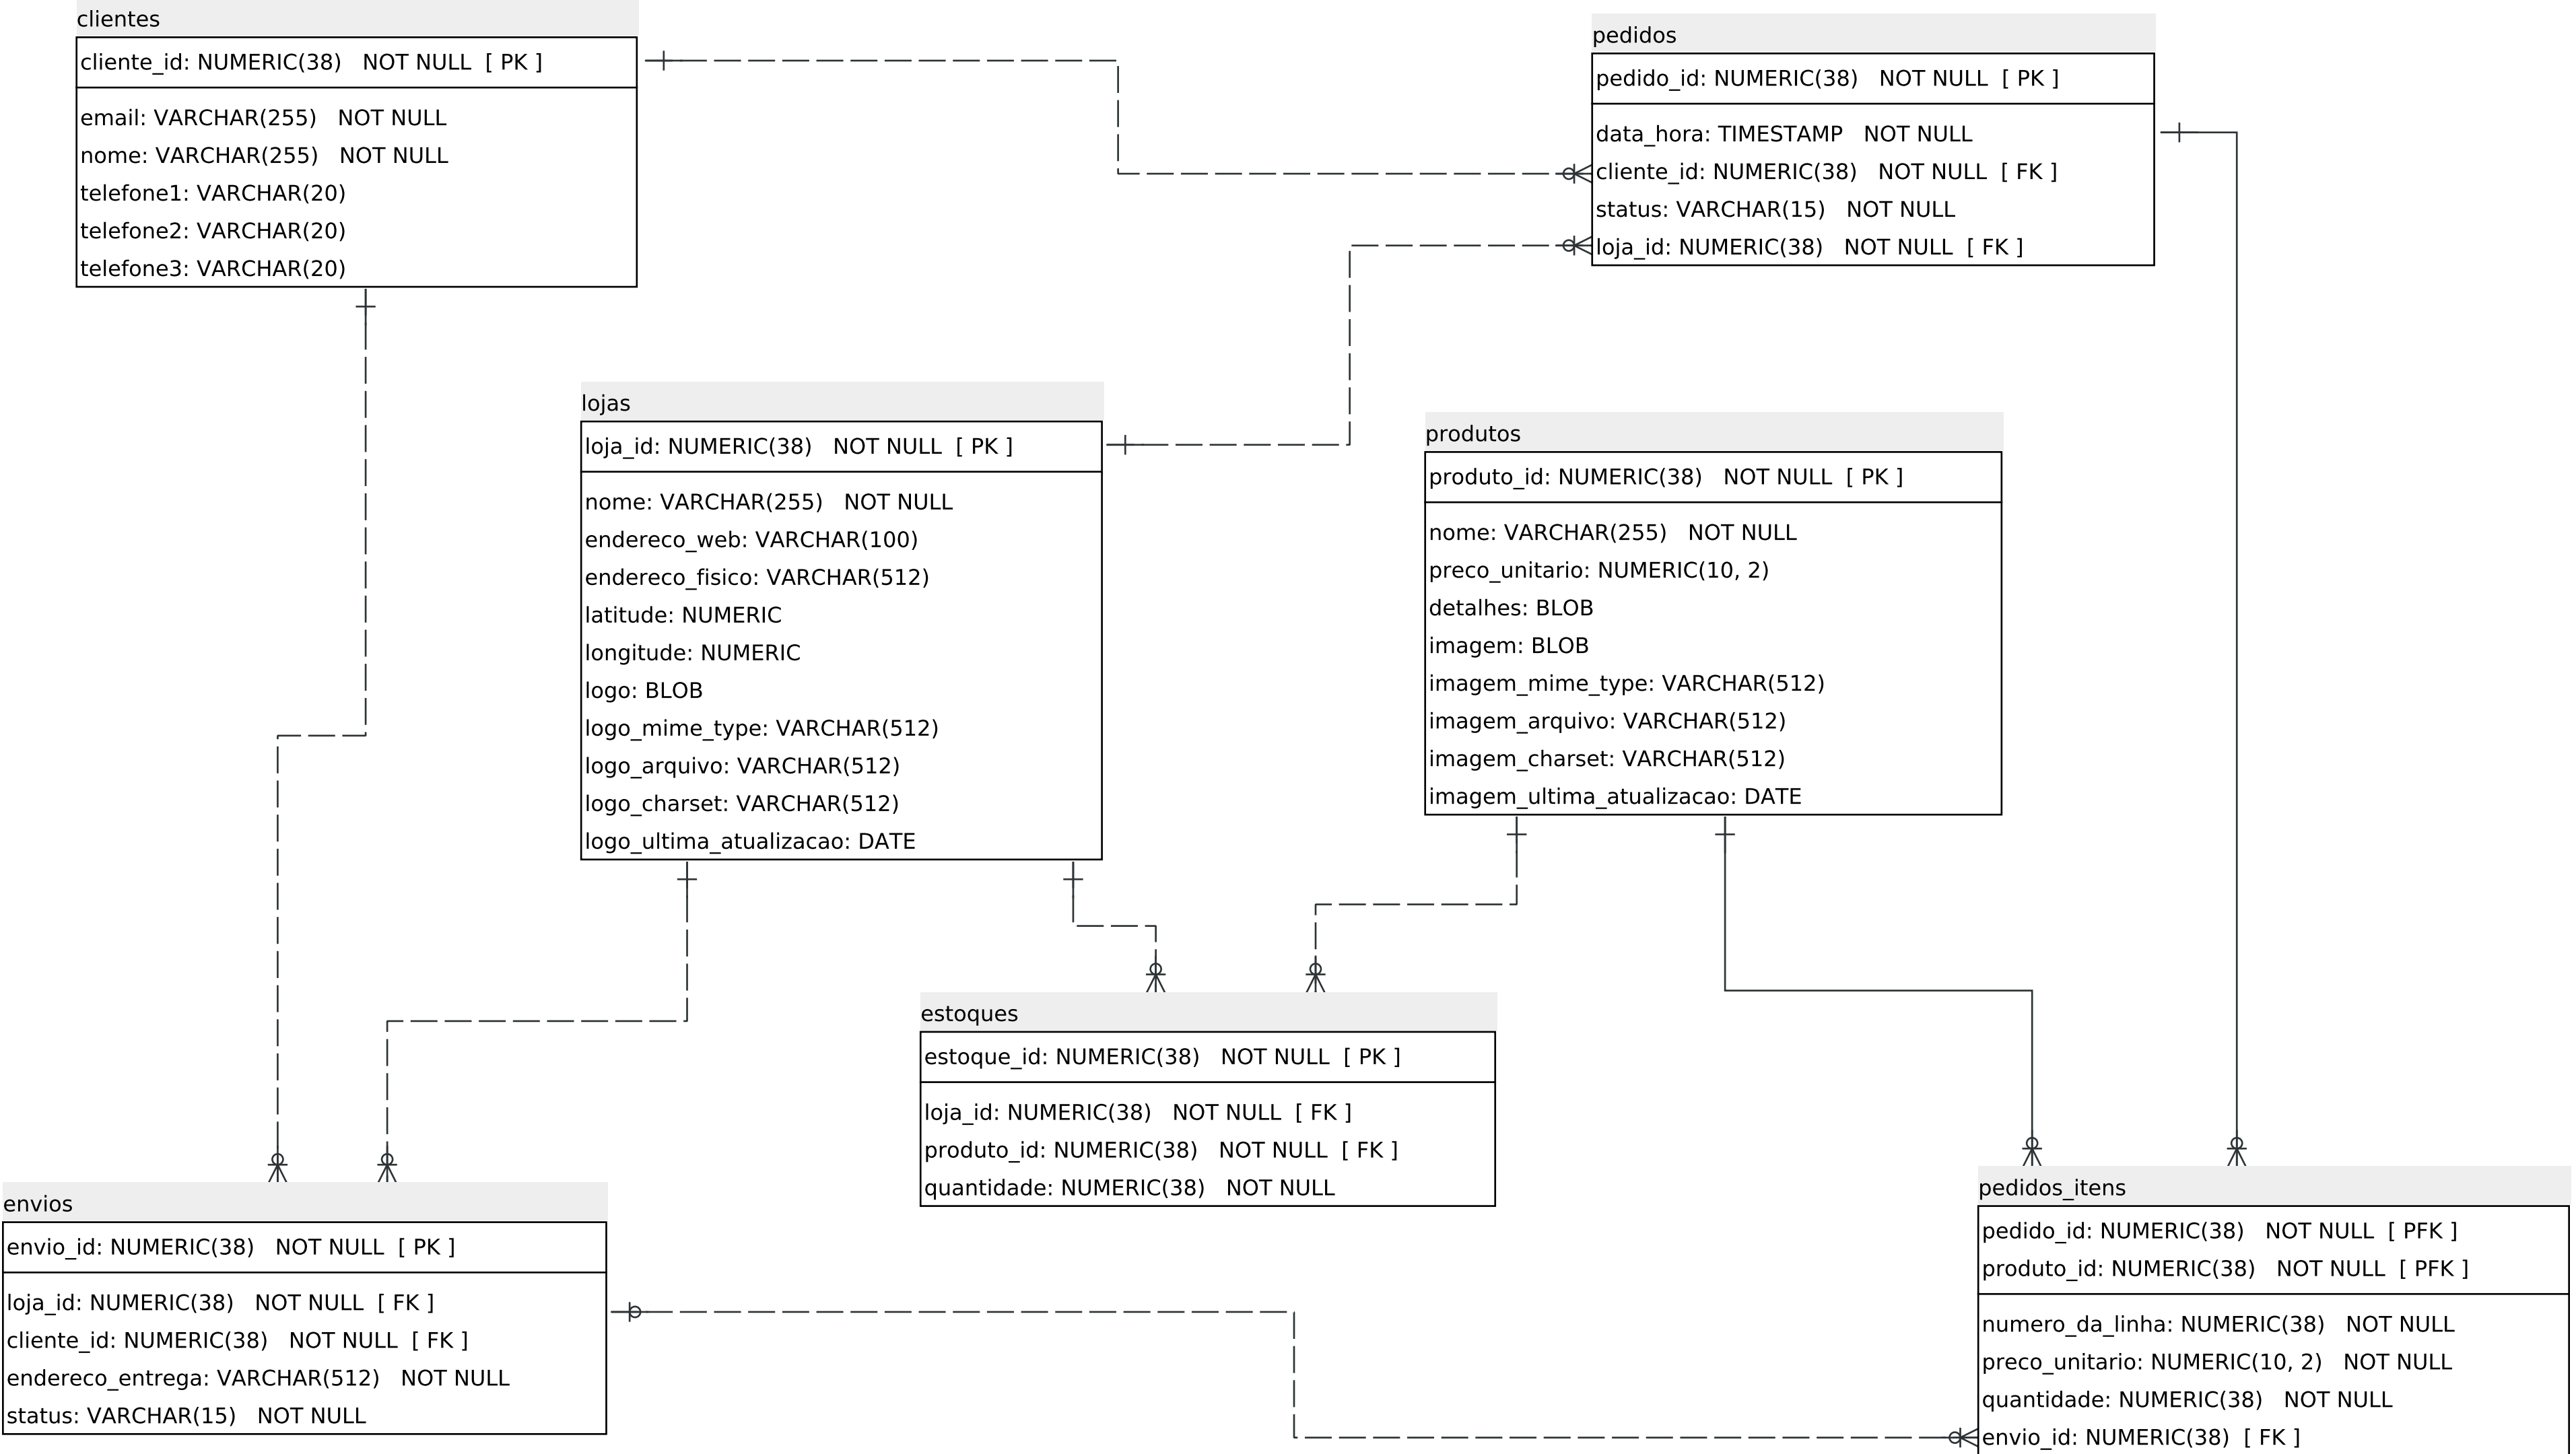 clientes
cliente_id: NUMERIC(38) NOT NULL [ PK ]
email: VARCHAR(255) NOT NULL
nome: VARCHAR(255) NOT NULL
telefone1: VARCHAR(20)
telefone2: VARCHAR(20)
telefone3: VARCHAR(20)
pedidos
pedido_id: NUMERIC(38) NOT NULL [ PK ]
data_hora: TIMESTAMP NOT NULL
cliente_id: NUMERIC(38) NOT NULL [ FK ]
status: VARCHAR(15) NOT NULL
loja_id: NUMERIC(38) NOT NULL [ FK ]
lojas
loja_id: NUMERIC(38) NOT NULL [ PK ]
nome: VARCHAR(255) NOT NULL
endereco_web: VARCHAR(100)
endereco_fisico: VARCHAR(512)
latitude: NUMERIC
longitude: NUMERIC
logo: BLOB
logo_mime_type: VARCHAR(512)
logo_arquivo: VARCHAR(512)
logo_charset: VARCHAR(512)
logo_ultima_atualizacao: DATE
produtos
produto_id: NUMERIC(38) NOT NULL [ PK ]
nome: VARCHAR(255) NOT NULL
preco_unitario: NUMERIC(10, 2)
detalhes: BLOB
imagem: BLOB
imagem_mime_type: VARCHAR(512)
imagem_arquivo: VARCHAR(512)
imagem_charset: VARCHAR(512)
imagem_ultima_atualizacao: DATE
estoques
estoque_id: NUMERIC(38) NOT NULL [ PK ]
loja_id: NUMERIC(38) NOT NULL [ FK ]
produto_id: NUMERIC(38) NOT NULL [ FK ]
quantidade: NUMERIC(38) NOT NULL
envios
envio_id: NUMERIC(38) NOT NULL [ PK ]
loja_id: NUMERIC(38) NOT NULL [ FK ]
cliente_id: NUMERIC(38) NOT NULL [ FK ]
endereco_entrega: VARCHAR(512) NOT NULL
status: VARCHAR(15) NOT NULL
pedidos_itens
pedido_id: NUMERIC(38) NOT NULL [ PFK ]
produto_id: NUMERIC(38) NOT NULL [ PFK ]
numero_da_linha: NUMERIC(38) NOT NULL
preco_unitario: NUMERIC(10, 2) NOT NULL
quantidade: NUMERIC(38) NOT NULL
envio_id: NUMERIC(38) [ FK ]